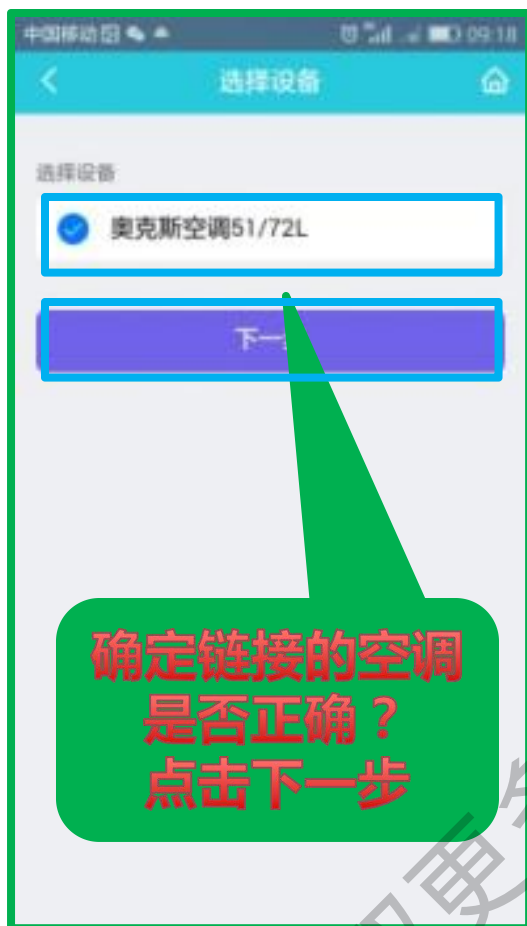 中国移动
09:18
选择设备
选择设备
奥克斯空调51/72L
下一
确定链接的空调
是否正确？
点击下一步
更多